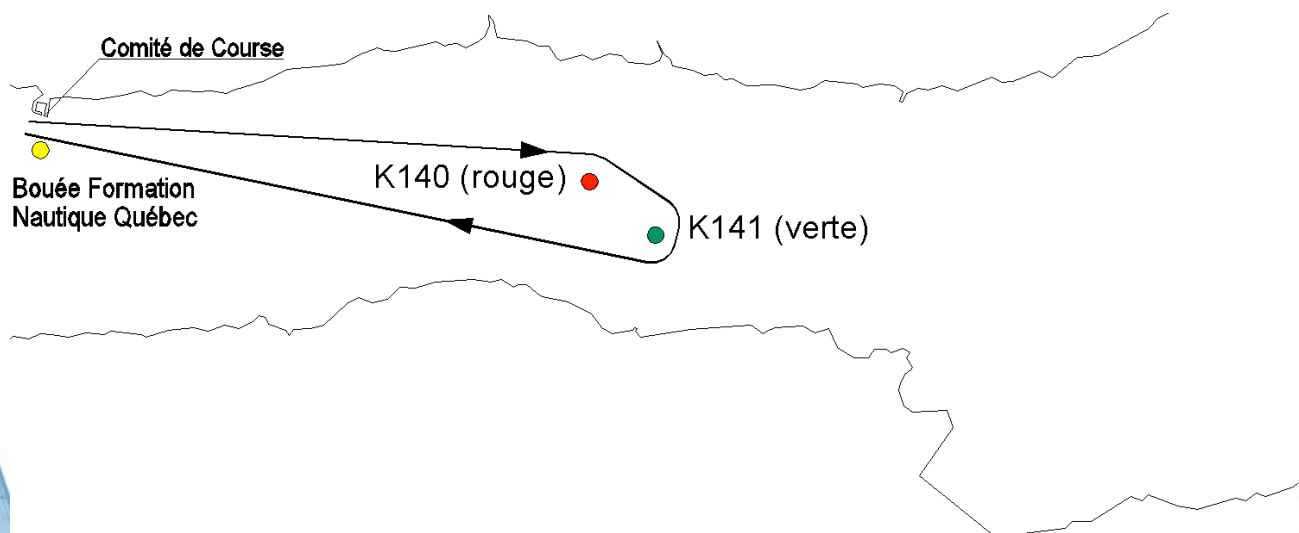 Comité de Course
K140 (rouge)
Bouée Formation
Nautique Québec
K141 (verte)